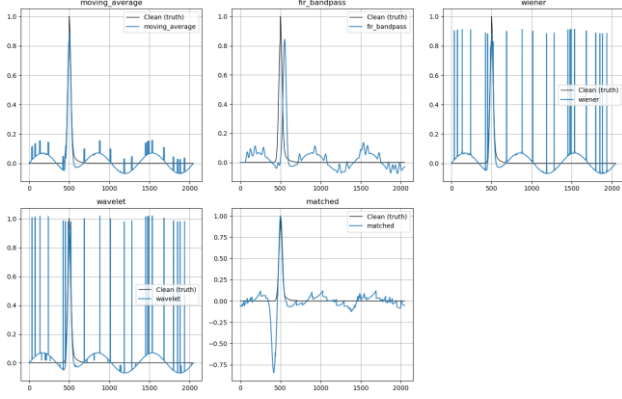 moving_average
1.0
0.8
0.6
0.4
0.2
0.0
0 500 1000 1500 2000
Clean (truth)
moving_average
fir_bandpass
1.0
0.8
0.6
0.4
0.2
0.0
0 500 1000 1500 2000
Clean (truth)
fir_bandpass
wiener
1.0
0.8
0.6
0.4
0.2
0.0
0 500 1000 1500 2000
Clean (truth)
wiener
wavelet
1.0
0.8
0.6
0.4
0.2
0.0
0 500 1000 1500 2000
Clean (truth)
wavelet
matched
1.00
0.75
0.50
0.25
0.00
−0.25
−0.50
−0.75
0 500 1000 1500 2000
Clean (truth)
matched